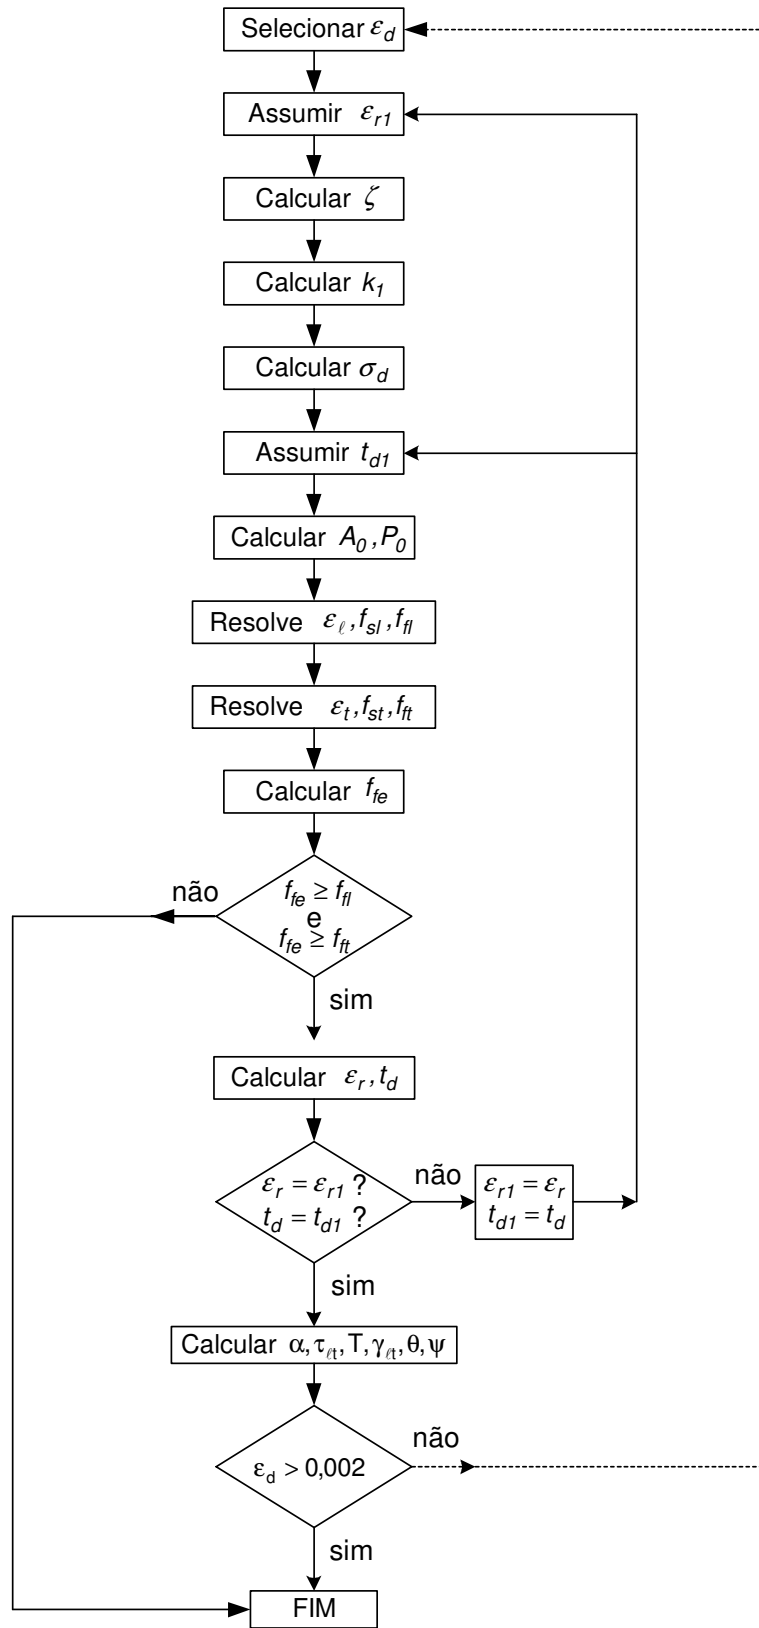 Selecionar ε_d
Assumir ε_r1
Calcular ζ
Calcular k_1
Calcular σ_d
Assumir t_d1
Calcular A_0, P_0
Resolve ε_ℓ, f_sl, f_fl
Resolve ε_t, f_st, f_ft
Calcular f_fe
não
f_fe ≥ f_fl
e
f_fe ≥ f_ft
sim
Calcular ε_r, t_d
ε_r = ε_r1 ?
t_d = t_d1 ?
não
ε_r1 = ε_r
t_d1 = t_d
sim
Calcular α, τ_ℓt, T, γ_ℓt, θ, ψ
ε_d > 0,002
não
sim
FIM